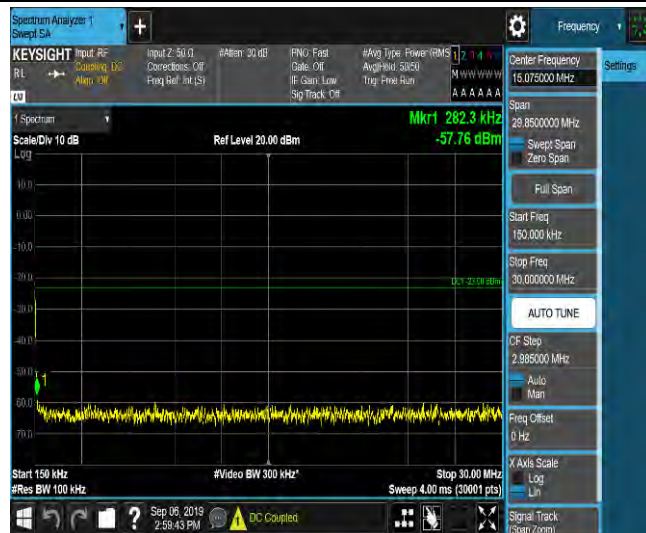 Spectrum Analyzer 1
Swept SA
Frequency
KEYSIGHT
Input: RF
Coupling: DC
Align: Off
Input Z: 50 Ω
Corrections: Off
Freq Ref: Int (S)
#Atten: 30 dB
PNO: Fast
Gate: Off
IF Gain: Low
Sig Track: Off
#Avg Type: Power (RMS
Avg|Hold: 50/50
Trig: Free Run
M W W W W W
A A A A A A
RL
Settings
1 Spectrum
Scale/Div 10 dB
Log
Ref Level 20.00 dBm
Mkr1 282.3 kHz
-57.76 dBm
10.0
0.00
-10.0
-20.0
-30.0
-40.0
-50.0
-60.0
-70.0
DL1 -23.00 dBm
1
Start 150 kHz
#Res BW 100 kHz
#Video BW 300 kHz*
Stop 30.00 MHz
Sweep 4.00 ms (30001 pts)
Center Frequency
15.075000 MHz
Span
29.8500000 MHz
Swept Span
Zero Span
Full Span
Start Freq
150.000 kHz
Stop Freq
30.000000 MHz
AUTO TUNE
CF Step
2.985000 MHz
Auto
Man
Freq Offset
0 Hz
X Axis Scale
Log
Lin
Signal Track
(Span Zoom)
Sep 06, 2019
2:59:43 PM
DC Coupled